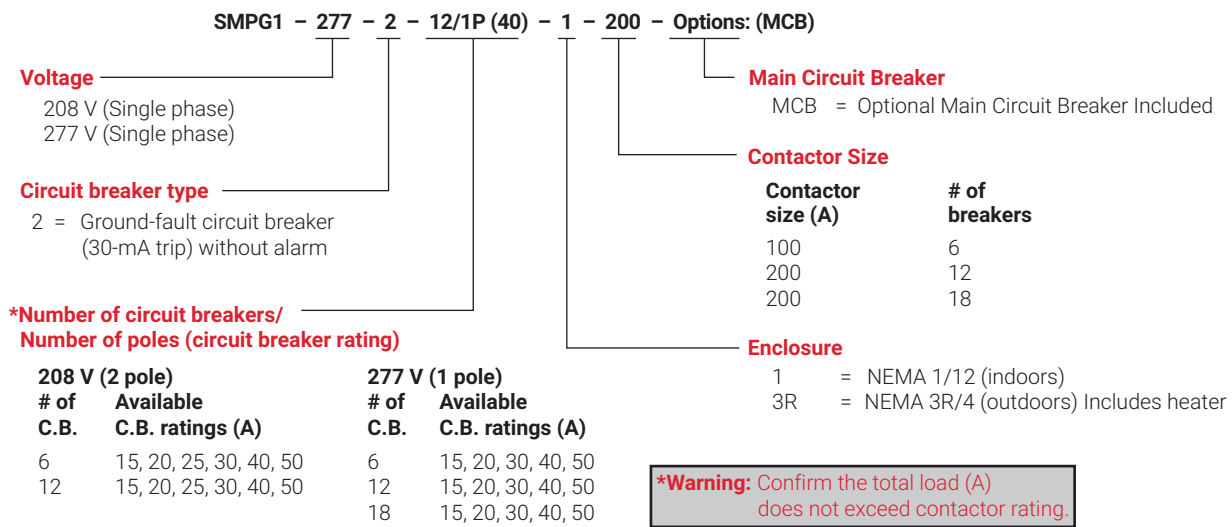 SMPG1 – 277 – 2 – 12/1P (40) – 1 – 200 – Options: (MCB)
Voltage
208 V (Single phase)
277 V (Single phase)
Circuit breaker type
2 = Ground-fault circuit breaker
(30-mA trip) without alarm
*Number of circuit breakers/
Number of poles (circuit breaker rating)
208 V (2 pole)
# of Available
C.B. C.B. ratings (A)
6 15, 20, 25, 30, 40, 50
12 15, 20, 25, 30, 40, 50
277 V (1 pole)
# of Available
C.B. C.B. ratings (A)
6 15, 20, 30, 40, 50
12 15, 20, 30, 40, 50
18 15, 20, 30, 40, 50
Main Circuit Breaker
MCB = Optional Main Circuit Breaker Included
Contactor Size
Contactor # of
size (A) breakers
100 6
200 12
200 18
Enclosure
1 = NEMA 1/12 (indoors)
3R = NEMA 3R/4 (outdoors) Includes heater
*Warning: Confirm the total load (A)
does not exceed contactor rating.